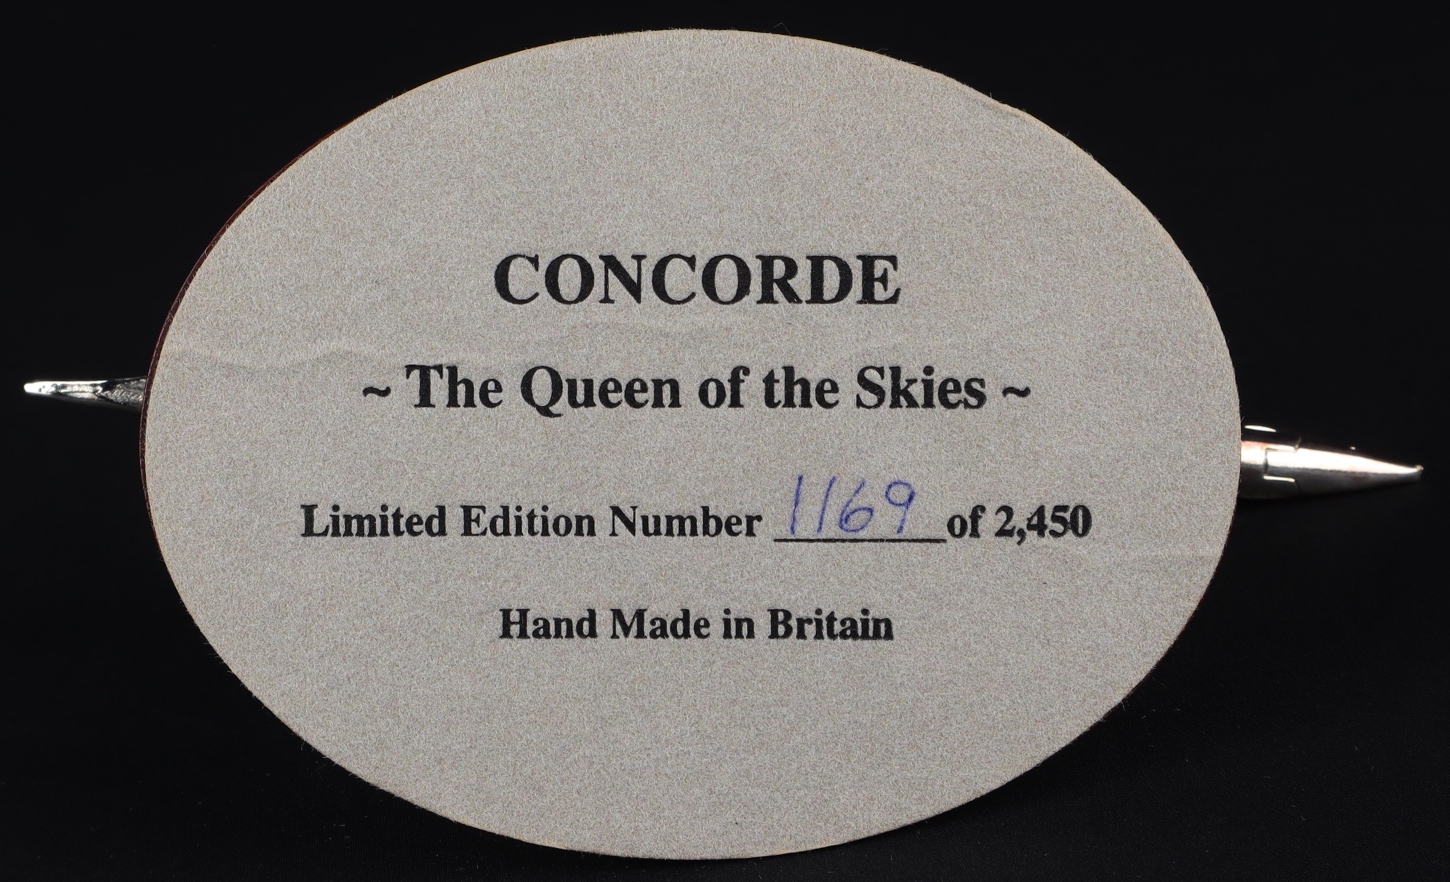 CONCORDE
~ The Queen of the Skies ~
Limited Edition Number 1169 of 2,450
Hand Made in Britain